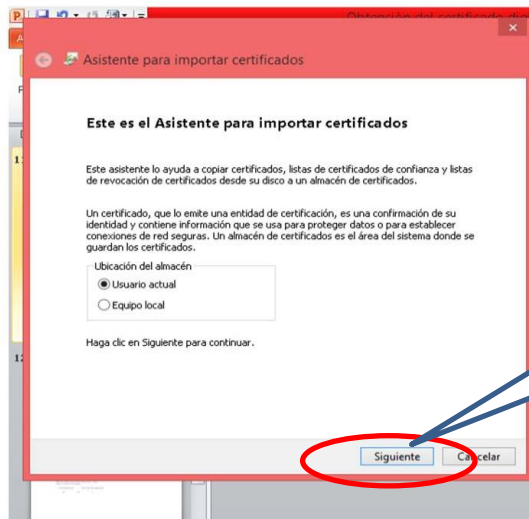 Obtención del certificado dig
Asistente para importar certificados
Este es el Asistente para importar certificados
Este asistente lo ayuda a copiar certificados, listas de certificados de confianza y listas
de revocación de certificados desde su disco a un almacén de certificados.
Un certificado, que lo emite una entidad de certificación, es una confirmación de su
identidad y contiene información que se usa para proteger datos o para establecer
conexiones de red seguras. Un almacén de certificados es el área del sistema donde se
guardan los certificados.
Ubicación del almacén
Usuario actual
Equipo local
Haga clic en Siguiente para continuar.
Siguiente
Cancelar